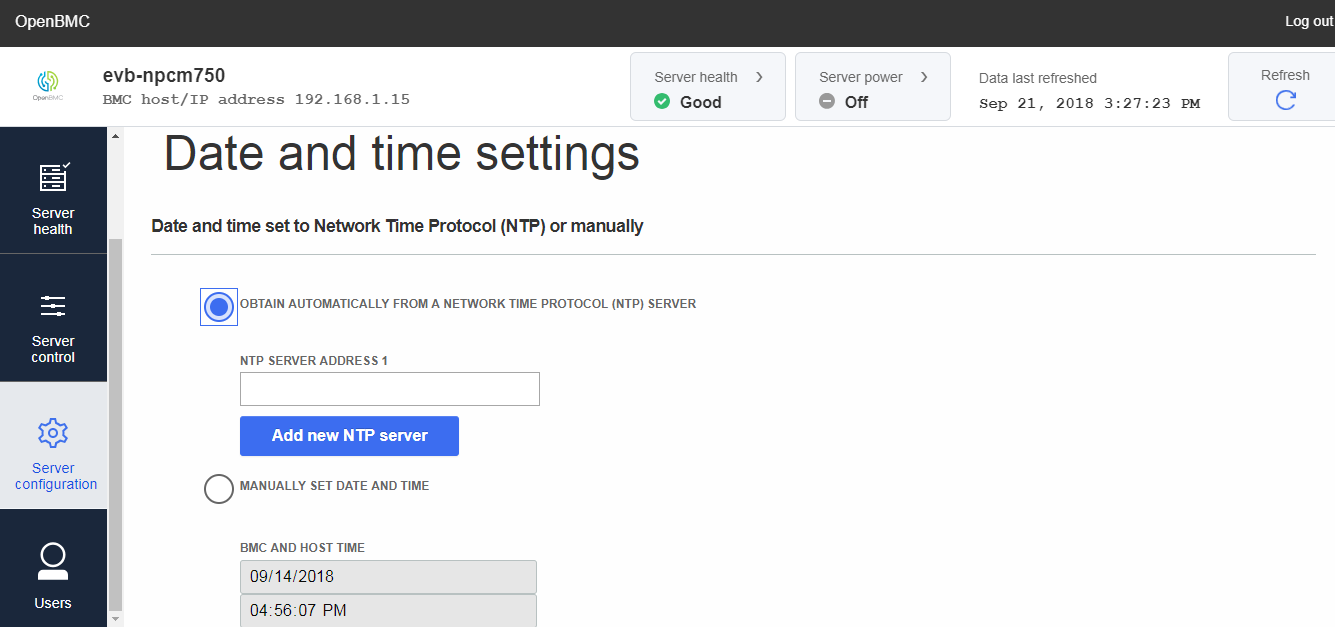 OpenBMC
Log out
OpenBMC
evb-npcm750
BMC host/IP address 192.168.1.15
Server health
Good
Server power
Off
Data last refreshed
Sep 21, 2018 3:27:23 PM
Refresh
Server
health
Server
control
Server
configuration
Users
Date and time settings
Date and time set to Network Time Protocol (NTP) or manually
OBTAIN AUTOMATICALLY FROM A NETWORK TIME PROTOCOL (NTP) SERVER
NTP SERVER ADDRESS 1
Add new NTP server
MANUALLY SET DATE AND TIME
BMC AND HOST TIME
09/14/2018
04:56:07 PM